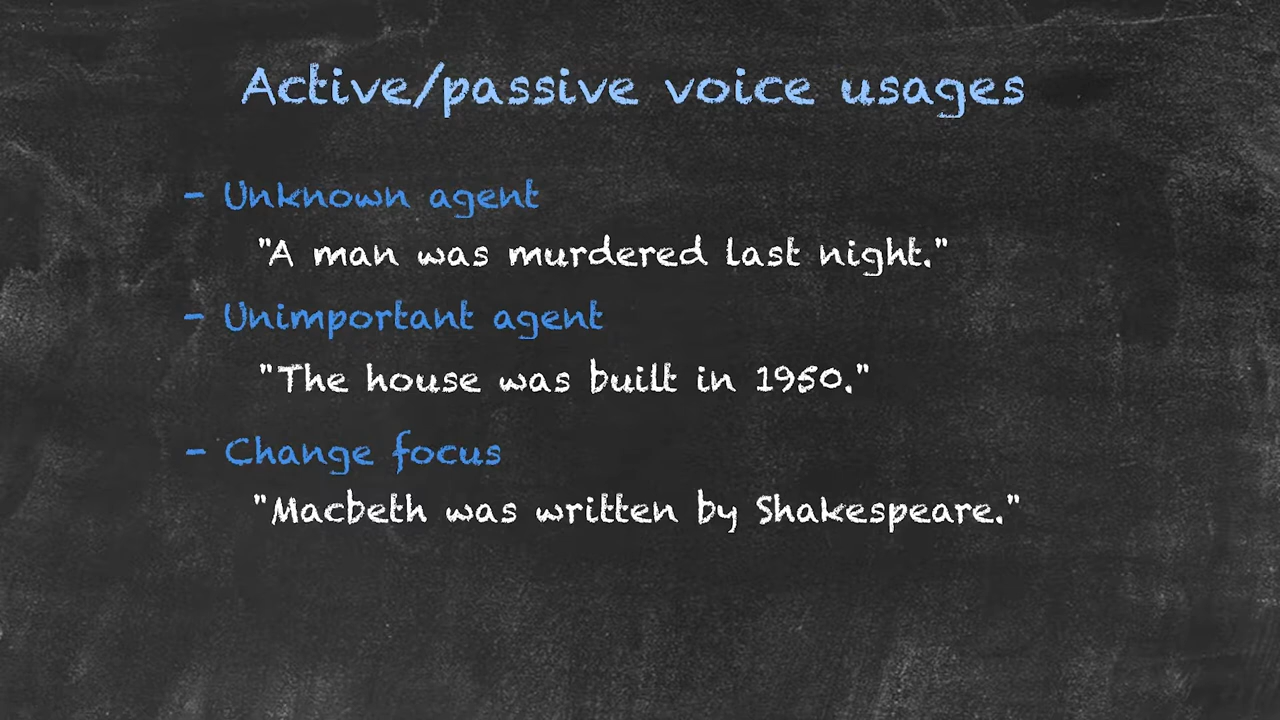 Active/passive voice usages
- Unknown agent
"A man was murdered last night."
- Unimportant agent
"The house was built in 1950."
- Change focus
"Macbeth was written by Shakespeare."